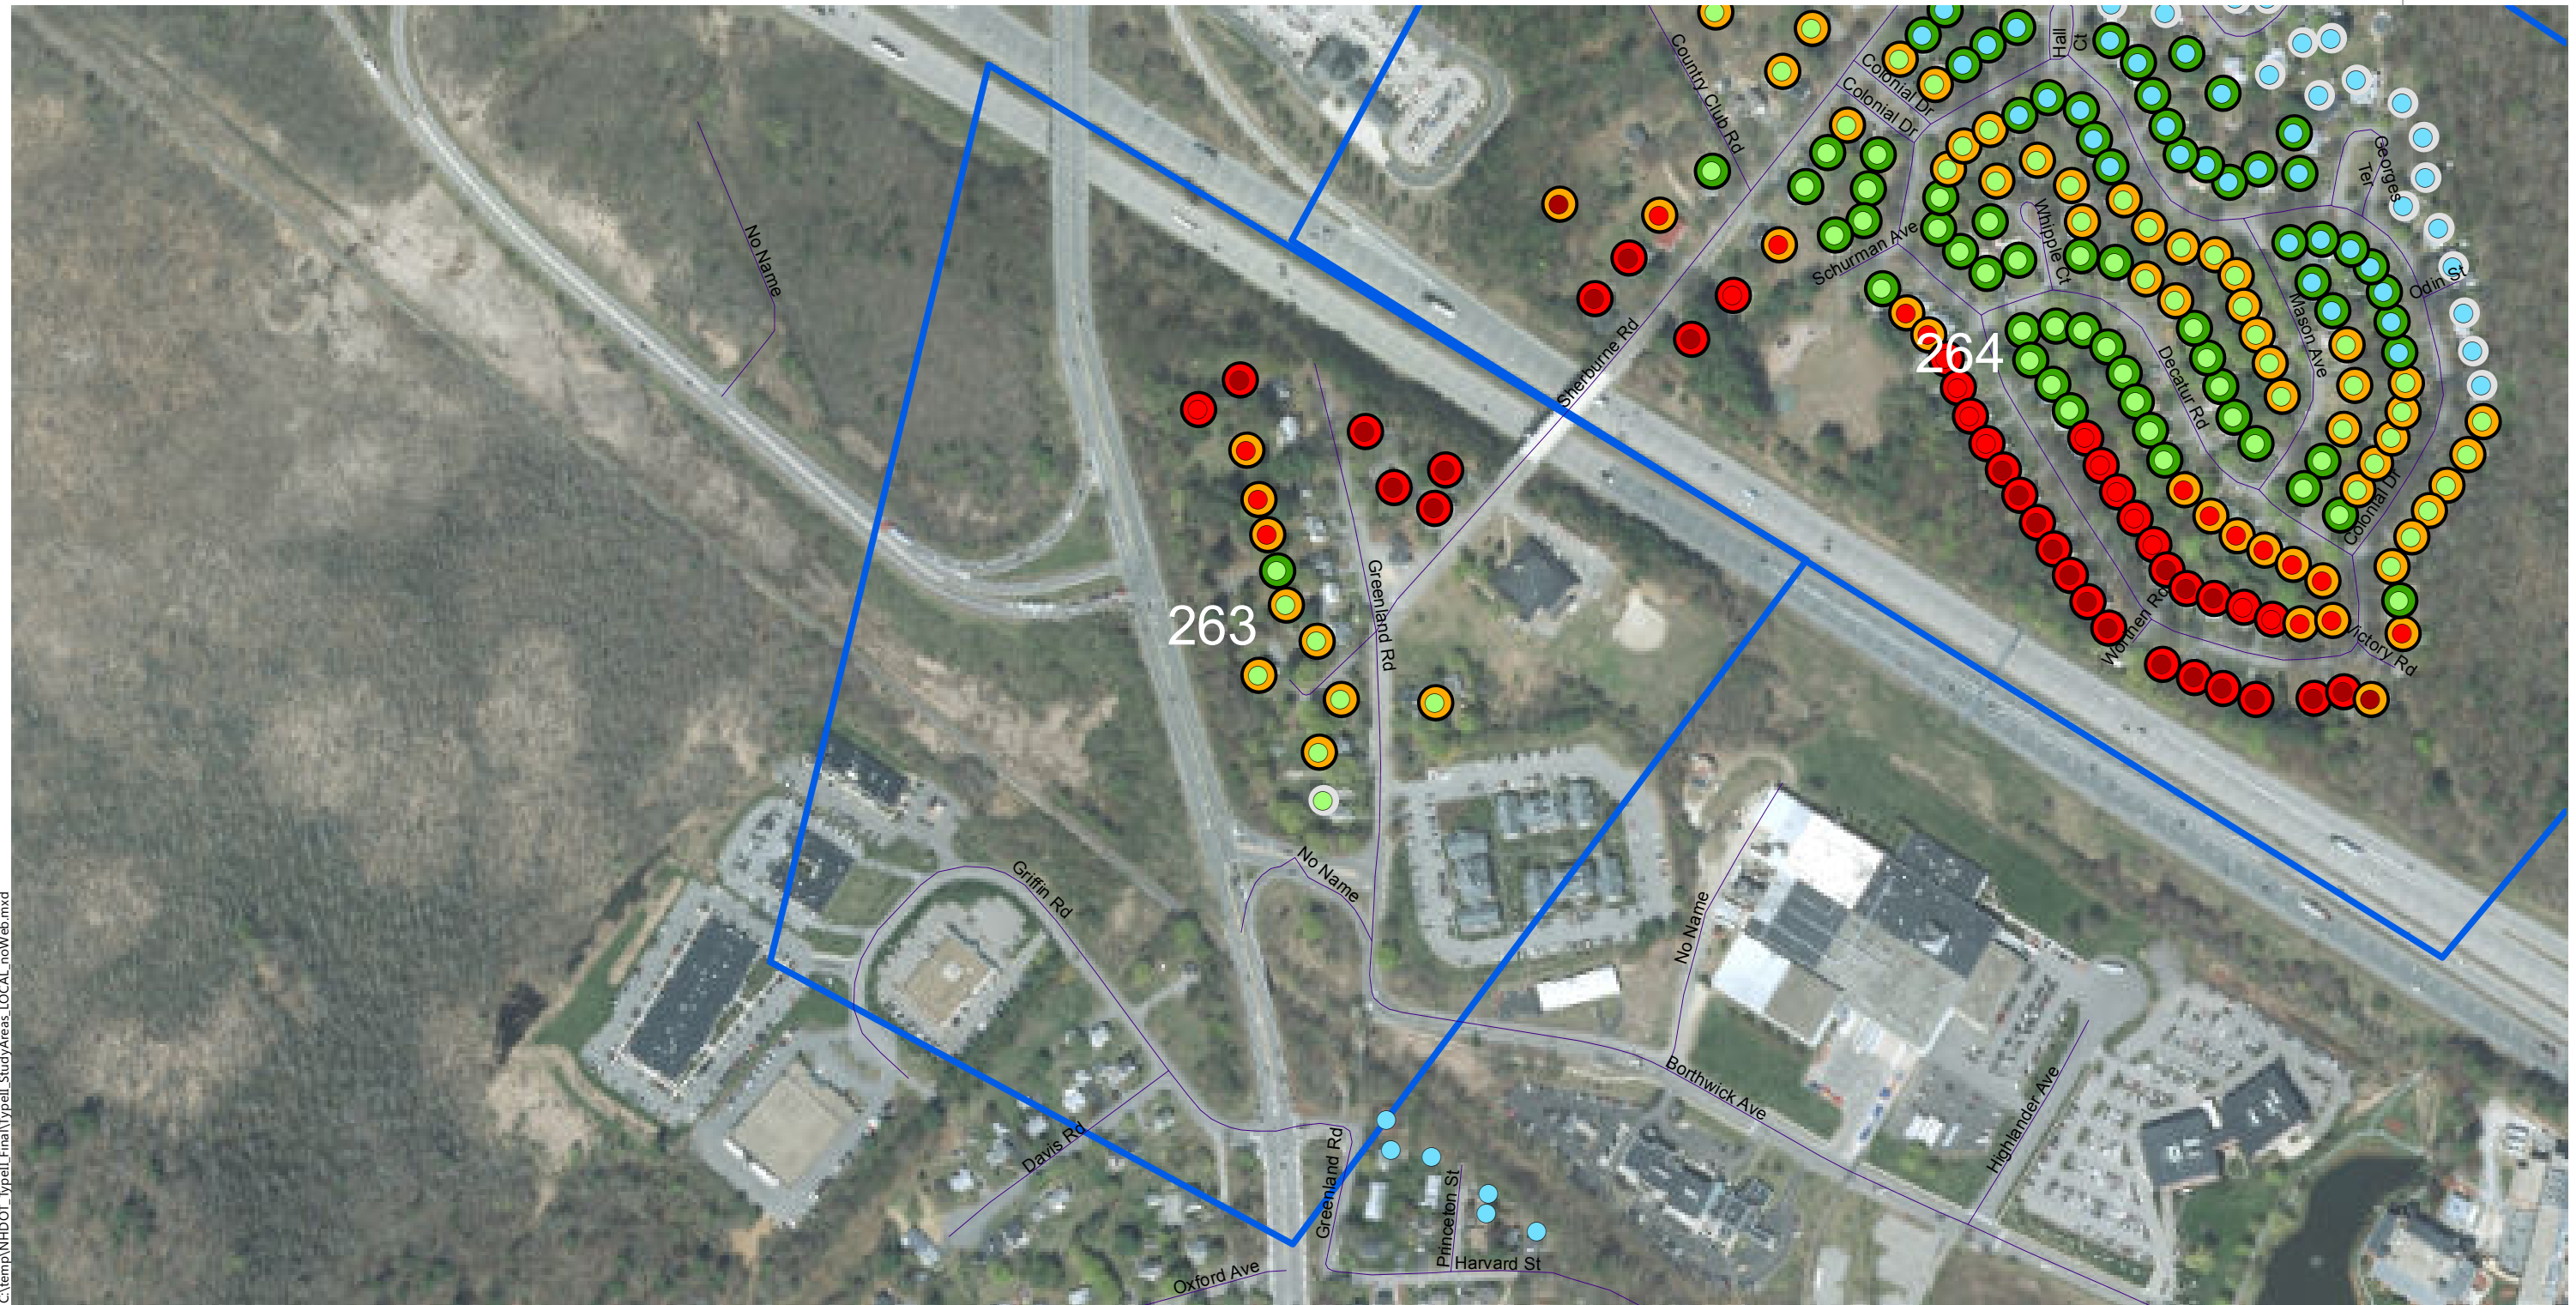 Hall
Ct
Country Club Rd
Colonial Dr
Colonial Dr
Georges
Ter
No Name
Whipple Ct
Schurman Ave
Odin St
Mason Ave
Sherburne Rd
264
Decatur Rd
Colonial Dr
Greenland Rd
263
Worthen Rd
Victory Rd
No Name
Griffin Rd
No Name
Borthwick Ave
Highlander Ave
Davis Rd
Greenland Rd
Princeton St
Harvard St
Oxford Ave
C:\temp\NHDOT_TypeII_Final\TypeII_StudyAreas_LOCAL_noWeb.mxd